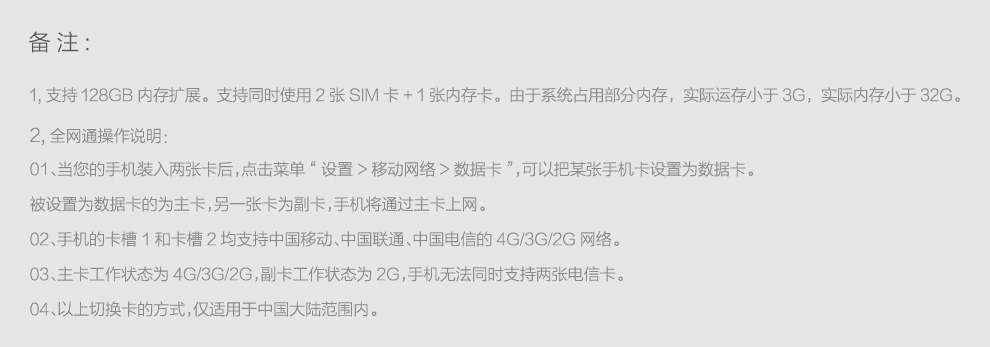 备 注：
1, 支持 128GB 内存扩展。支持同时使用 2 张 SIM 卡 + 1 张内存卡。由于系统占用部分内存，实际运存小于 3G，实际内存小于 32G。
2, 全网通操作说明：
01、当您的手机装入两张卡后，点击菜单 “ 设置 > 移动网络 > 数据卡 ”，可以把某张手机卡设置为数据卡。
被设置为数据卡的为主卡，另一张卡为副卡，手机将通过主卡上网。
02、手机的卡槽 1 和卡槽 2 均支持中国移动、中国联通、中国电信的 4G/3G/2G 网络。
03、主卡工作状态为 4G/3G/2G，副卡工作状态为 2G，手机无法同时支持两张电信卡。
04、以上切换卡的方式，仅适用于中国大陆范围内。